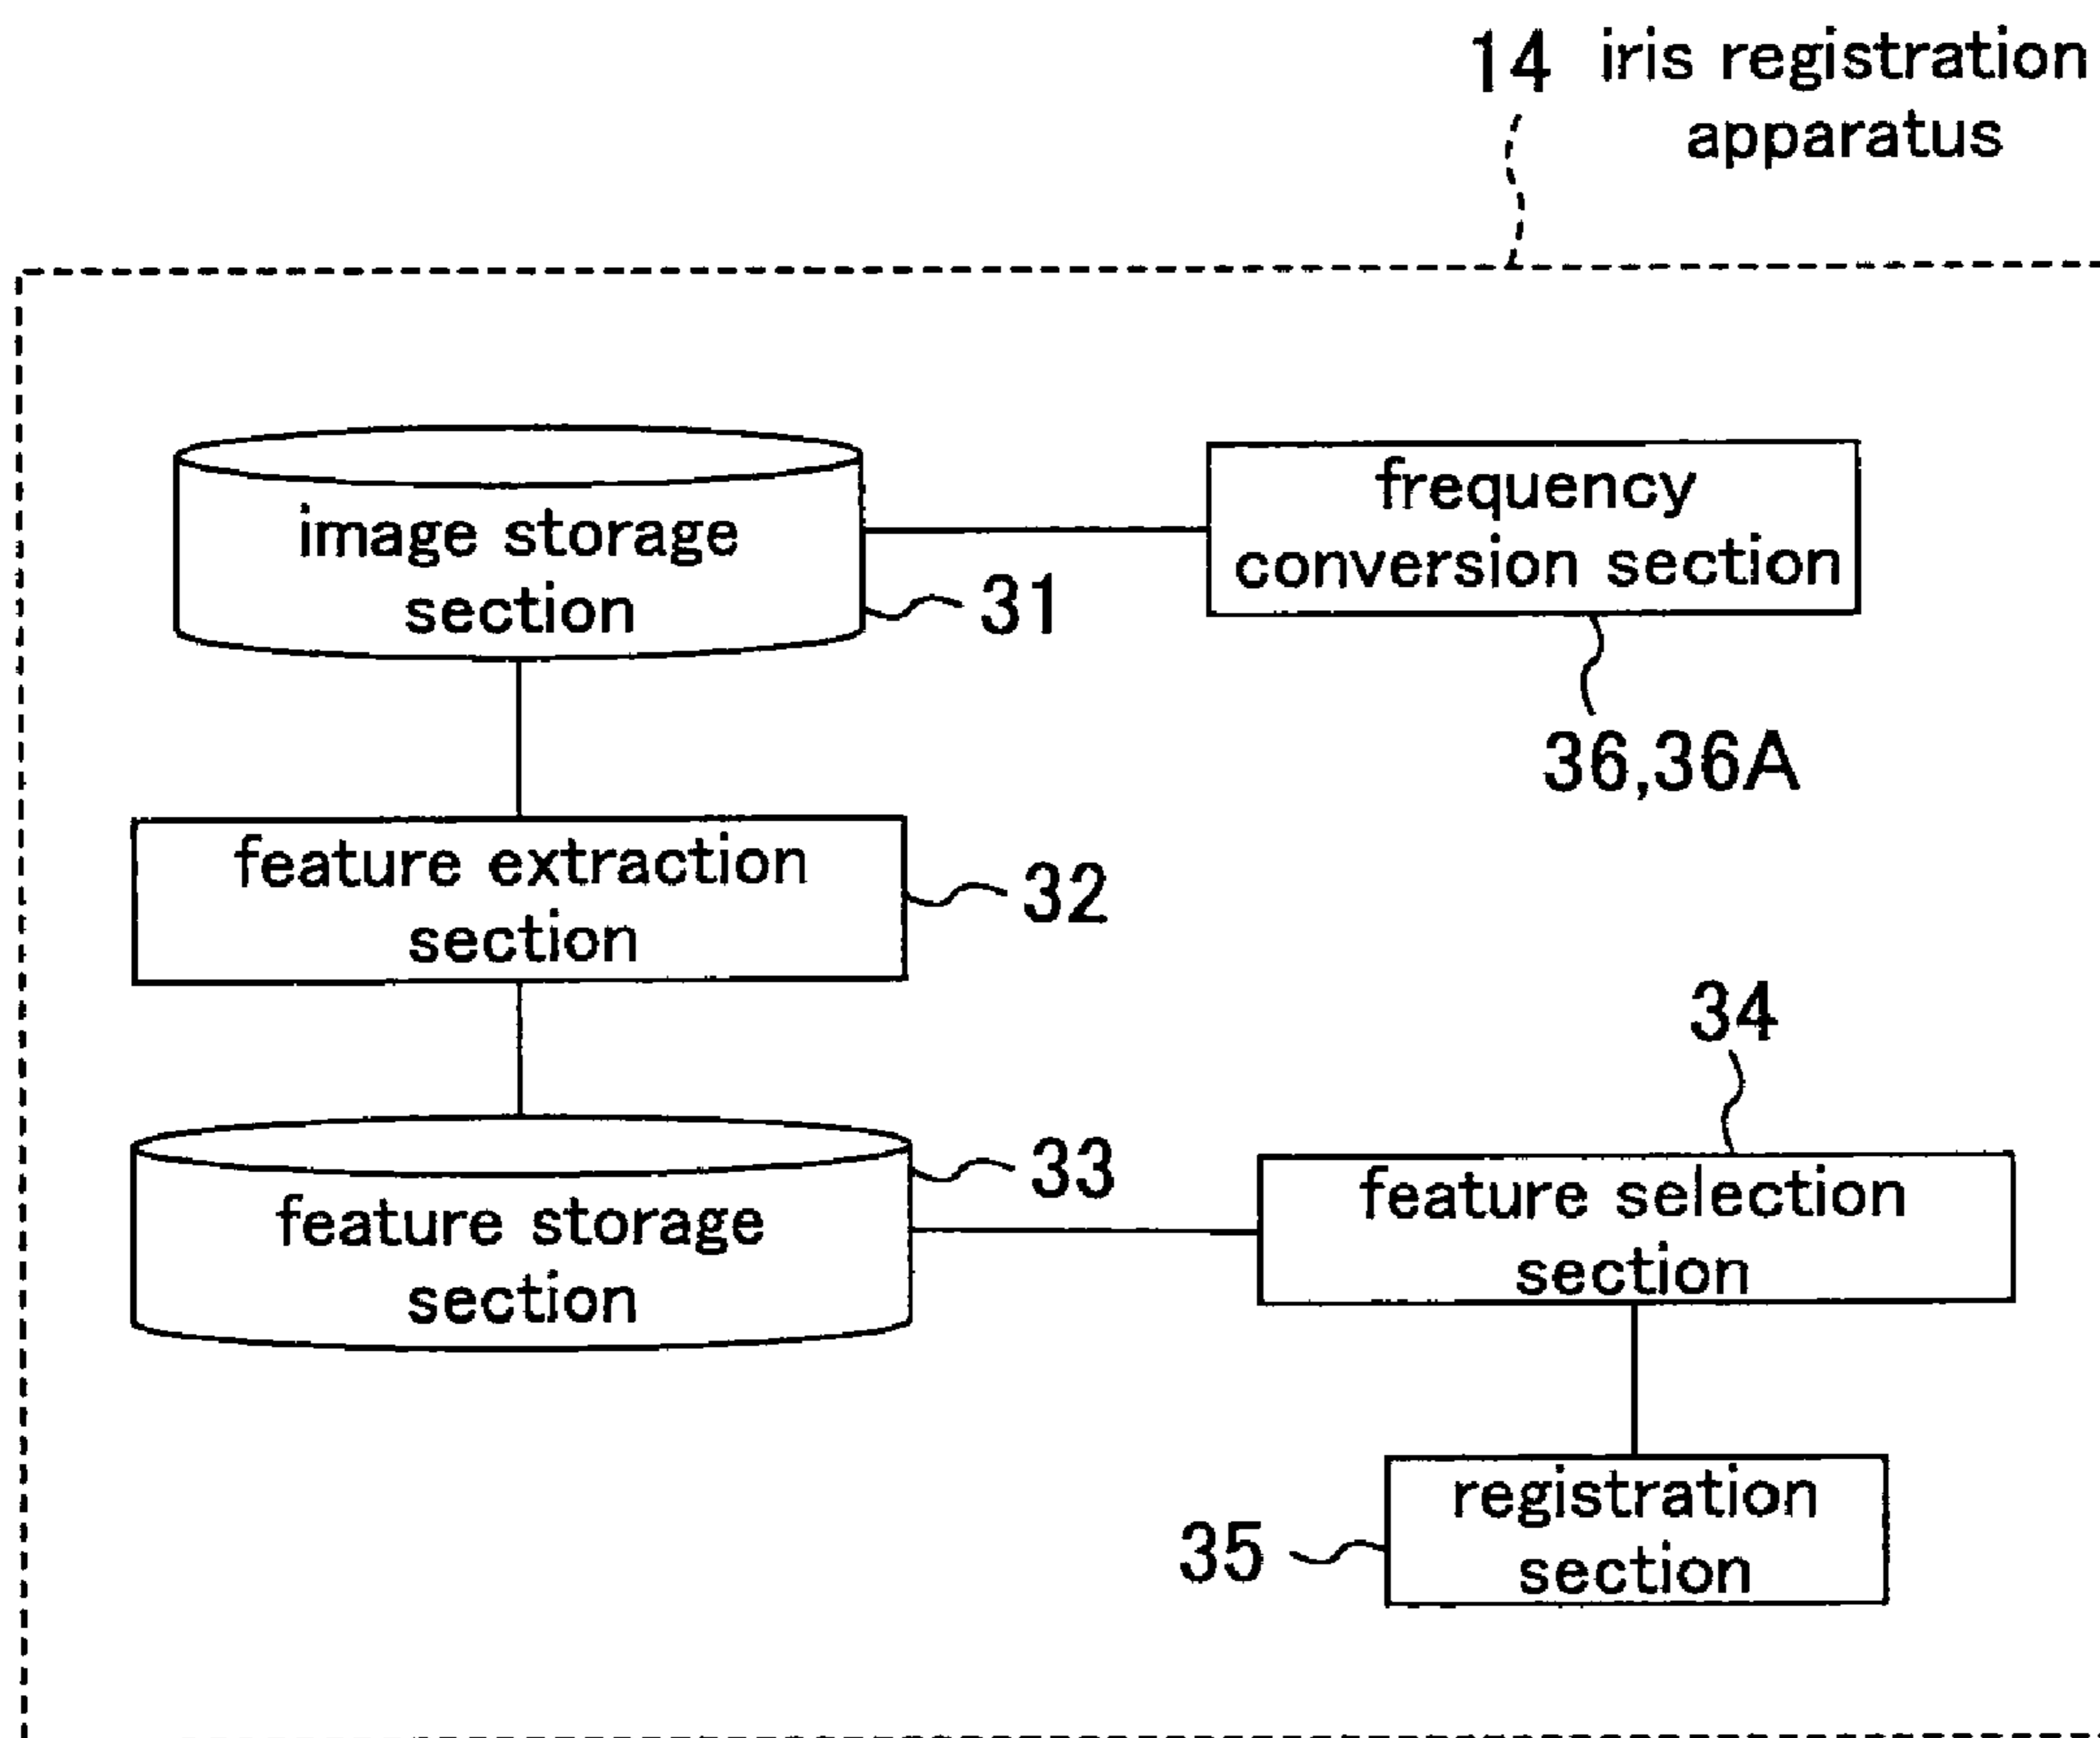 14 iris registration
apparatus
image storage
section
31
frequency
conversion section
36,36A
feature extraction
section
32
33
feature storage
section
34
feature selection
section
registration
section
35